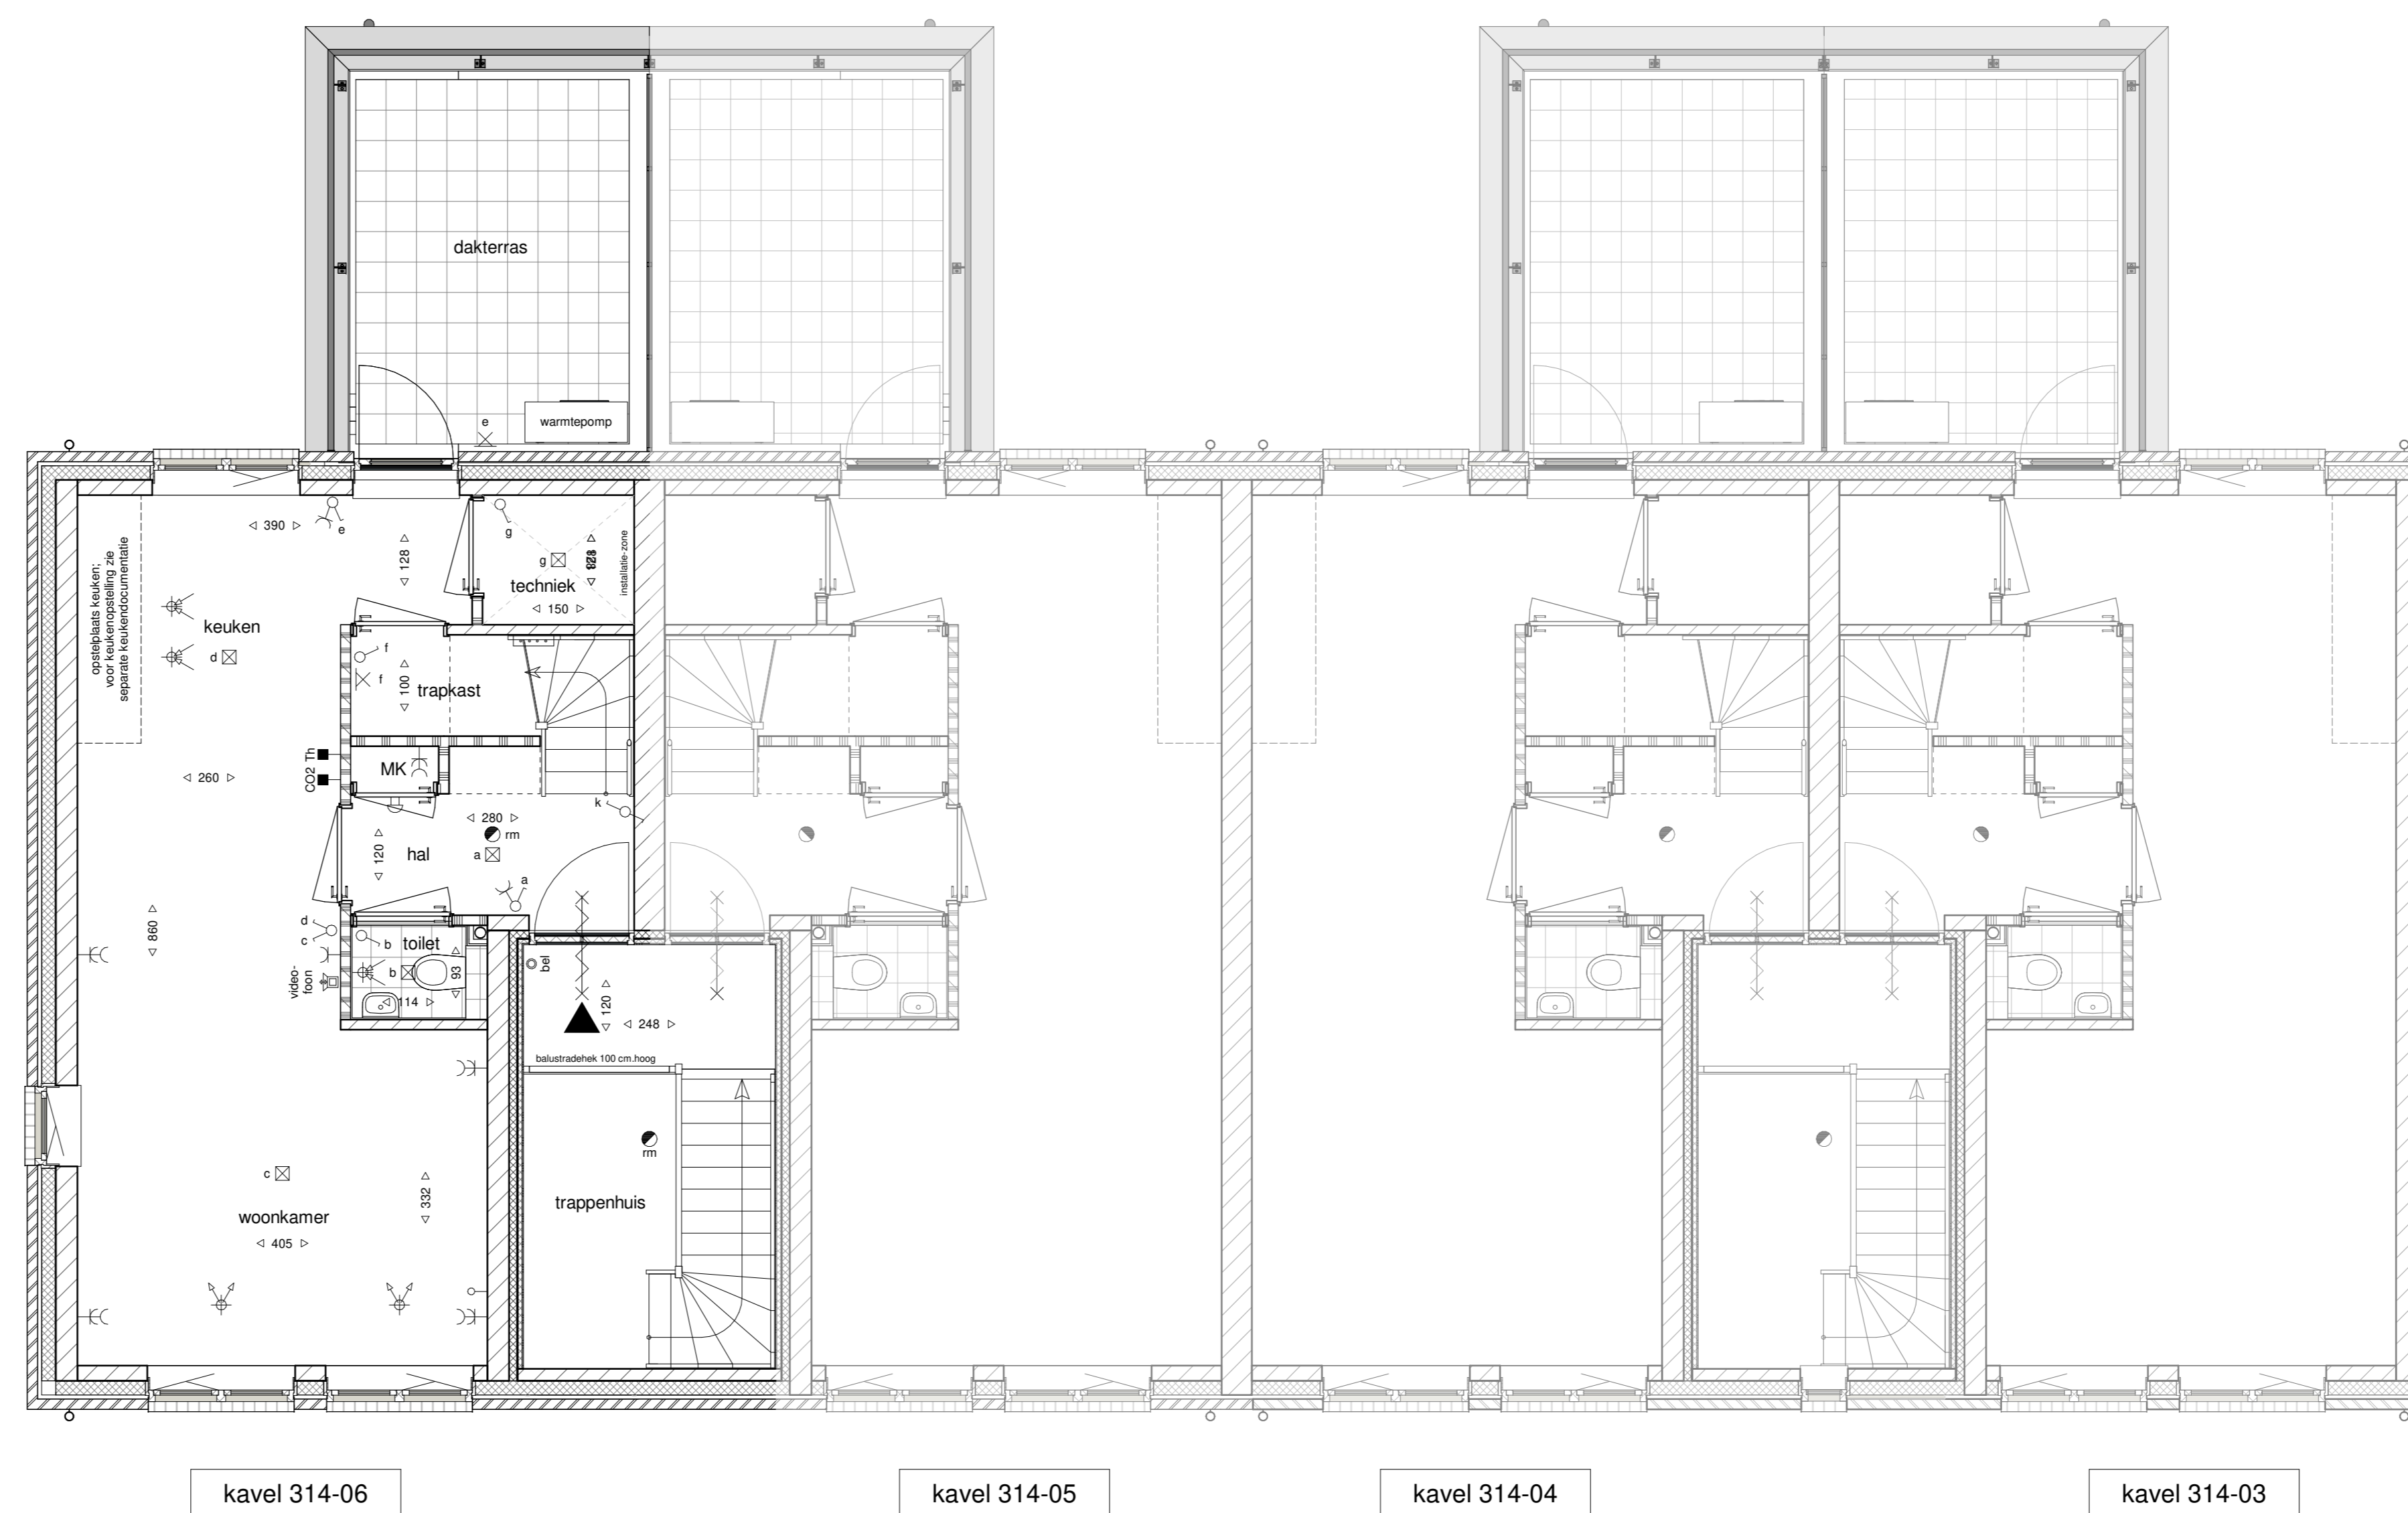 dakterras
e
warmtepomp
390
e
128
g
g
828
installatie-zone
techniek
150
opstelplaats keuken;
voor keukenopstelling zie
separate keukendocumentatie
keuken
d
f
f
100
trapkast
Th
CO2
260
MK
k
280
rm
120
hal
a
a
d
c
860
b
toilet
b
93
114
video-
foon
bel
120
248
balustradehek 100 cm.hoog
rm
c
332
trappenhuis
woonkamer
405
kavel 314-06
kavel 314-05
kavel 314-04
kavel 314-03